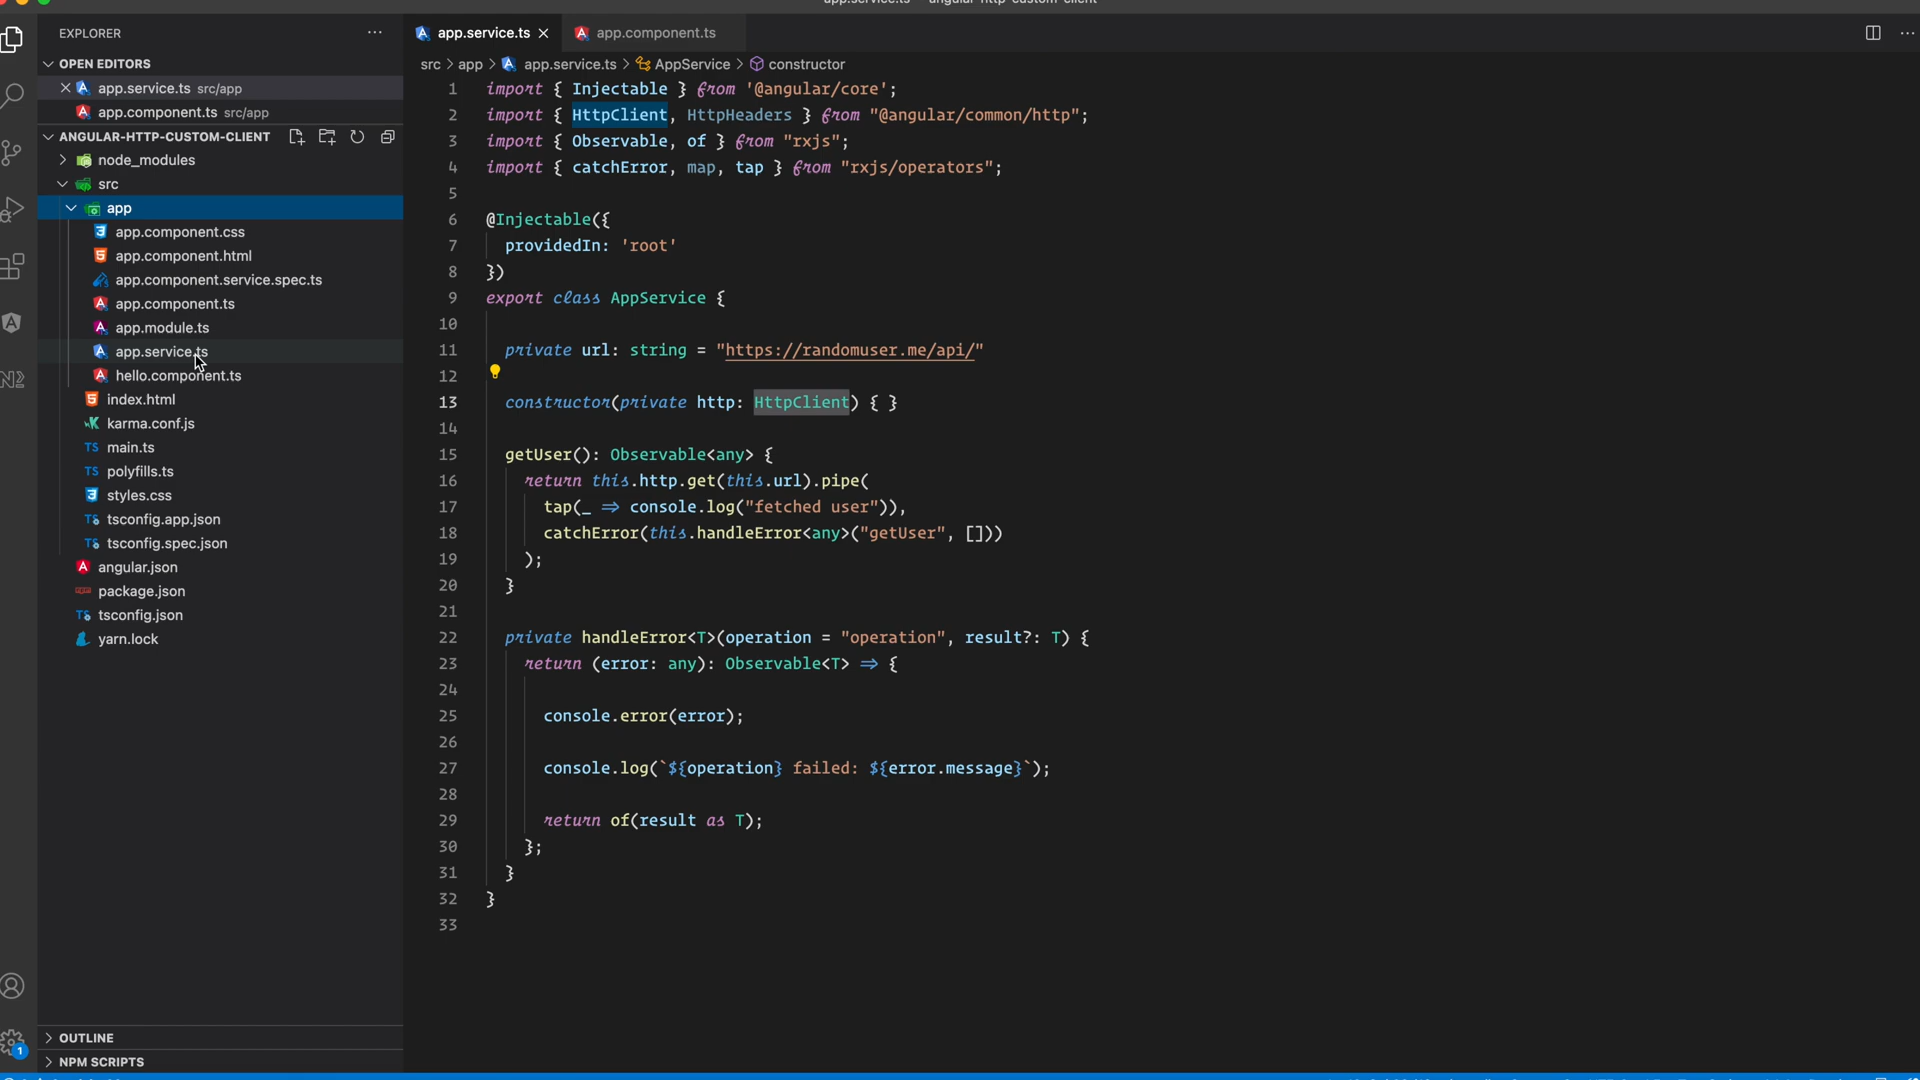 EXPLORER
OPEN EDITORS
app.service.ts src/app
app.component.ts src/app
ANGULAR-HTTP-CUSTOM-CLIENT
node_modules
src
app
app.component.css
app.component.html
app.component.service.spec.ts
app.component.ts
app.module.ts
app.service.ts
hello.component.ts
index.html
karma.conf.js
TS main.ts
TS polyfills.ts
styles.css
TS tsconfig.app.json
TS tsconfig.spec.json
angular.json
package.json
TS tsconfig.json
yarn.lock
OUTLINE
NPM SCRIPTS
1
app.service.ts
app.component.ts
src > app > app.service.ts > AppService > constructor
1 import { Injectable } from '@angular/core';
2 import { HttpClient, HttpHeaders } from "@angular/common/http";
3 import { Observable, of } from "rxjs";
4 import { catchError, map, tap } from "rxjs/operators";
5
6 @Injectable({
7 providedIn: 'root'
8 })
9 export class AppService {
10
11 private url: string = "https://randomuser.me/api/"
12
13 constructor(private http: HttpClient) { }
14
15 getUser(): Observable<any> {
16 return this.http.get(this.url).pipe(
17 tap(_ => console.log("fetched user")),
18 catchError(this.handleError<any>("getUser", []))
19 );
20 }
21
22 private handleError<T>(operation = "operation", result?: T) {
23 return (error: any): Observable<T> => {
24
25 console.error(error);
26
27 console.log(`${operation} failed: ${error.message}`);
28
29 return of(result as T);
30 };
31 }
32 }
33